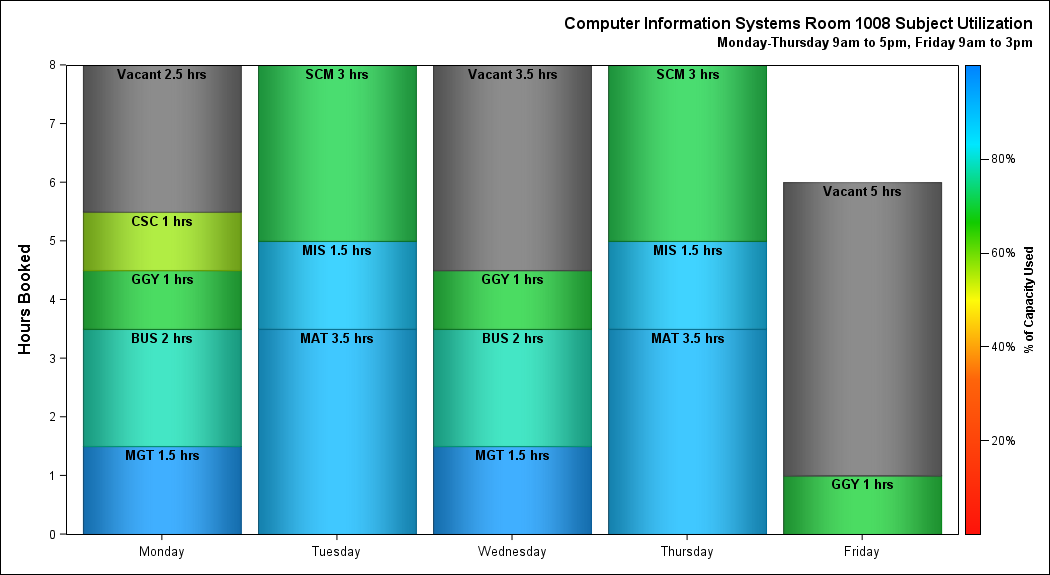 Computer Information Systems Room 1008 Subject Utilization
Monday-Thursday 9am to 5pm, Friday 9am to 3pm
Hours Booked
8
7
6
5
4
3
2
1
0
Vacant 2.5 hrs
CSC 1 hrs
GGY 1 hrs
BUS 2 hrs
MGT 1.5 hrs
SCM 3 hrs
MIS 1.5 hrs
MAT 3.5 hrs
Vacant 3.5 hrs
GGY 1 hrs
BUS 2 hrs
MGT 1.5 hrs
SCM 3 hrs
MIS 1.5 hrs
MAT 3.5 hrs
Vacant 5 hrs
GGY 1 hrs
Monday
Tuesday
Wednesday
Thursday
Friday
80%
60%
40%
20%
% of Capacity Used